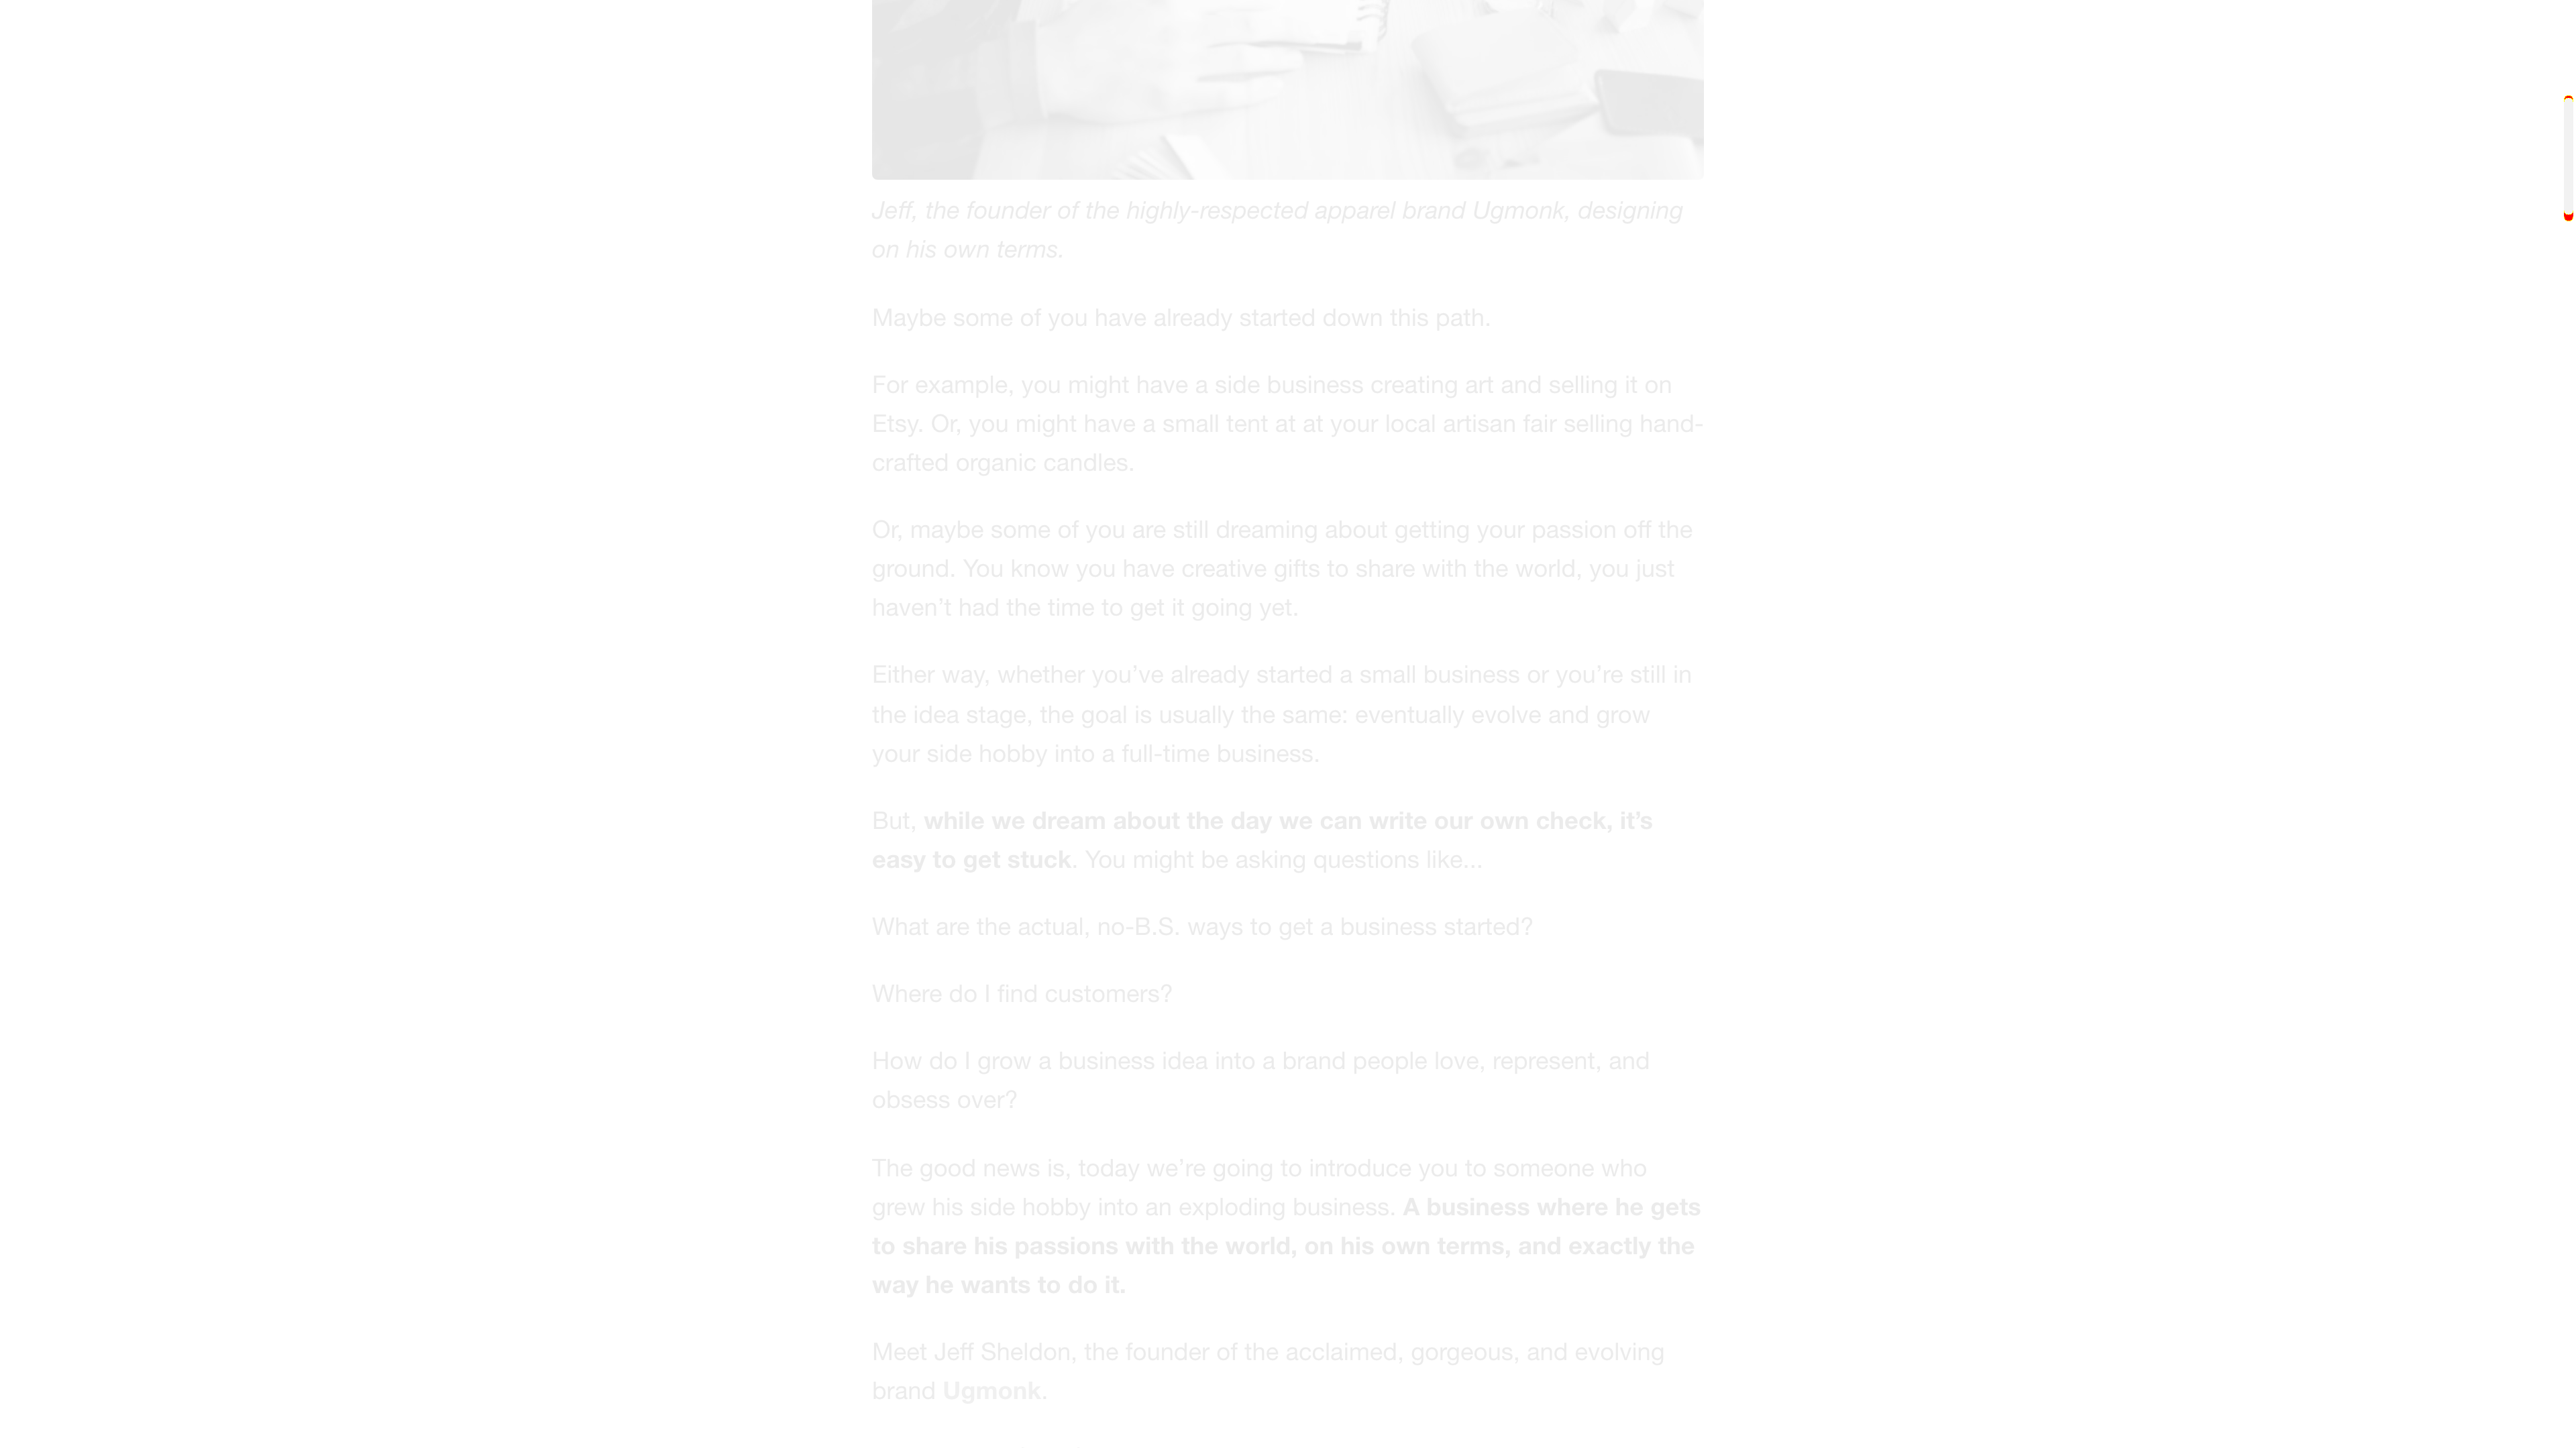 Jeff, the founder of the highly-respected apparel brand Ugmonk, designing
on his own terms.
Maybe some of you have already started down this path.
For example, you might have a side business creating art and selling it on
Etsy. Or, you might have a small tent at at your local artisan fair selling hand-
crafted organic candles.
Or, maybe some of you are still dreaming about getting your passion off the
ground. You know you have creative gifts to share with the world, you just
haven’t had the time to get it going yet.
Either way, whether you’ve already started a small business or you’re still in
the idea stage, the goal is usually the same: eventually evolve and grow
your side hobby into a full-time business.
But, while we dream about the day we can write our own check, it’s
easy to get stuck. You might be asking questions like...
What are the actual, no-B.S. ways to get a business started?
Where do I find customers?
How do I grow a business idea into a brand people love, represent, and
obsess over?
The good news is, today we’re going to introduce you to someone who
grew his side hobby into an exploding business. A business where he gets
to share his passions with the world, on his own terms, and exactly the
way he wants to do it.
Meet Jeff Sheldon, the founder of the acclaimed, gorgeous, and evolving
brand Ugmonk.